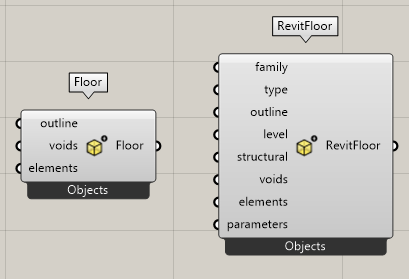 Floor
outline
voids
Floor
elements
Objects
RevitFloor
family
type
outline
level
structural
RevitFloor
voids
elements
parameters
Objects